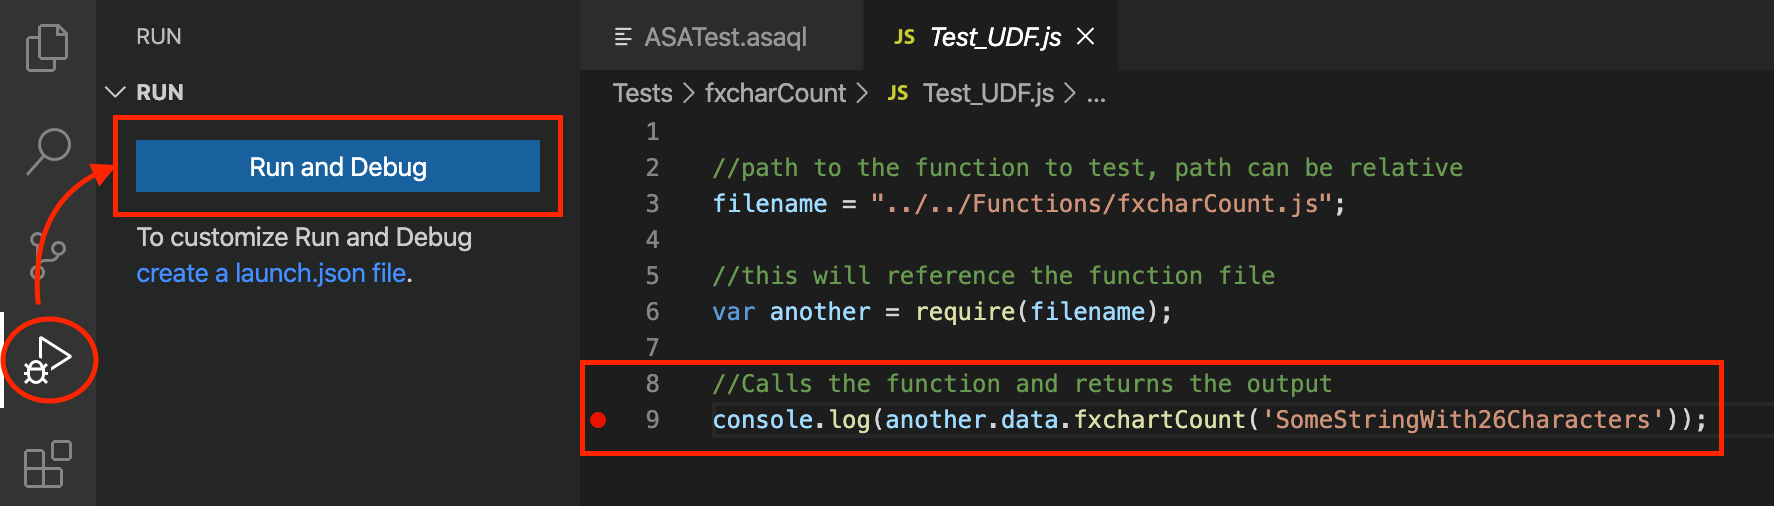 RUN
RUN
Run and Debug
To customize Run and Debug
create a launch.json file.
ASATest.asaql
JS Test_UDF.js
Tests > fxcharCount > JS Test_UDF.js > ...
1
2 //path to the function to test, path can be relative
3 filename = "../../Functions/fxcharCount.js";
4
5 //this will reference the function file
6 var another = require(filename);
7
8 //Calls the function and returns the output
9 console.log(another.data.fxchartCount('SomeStringWith26Characters'));